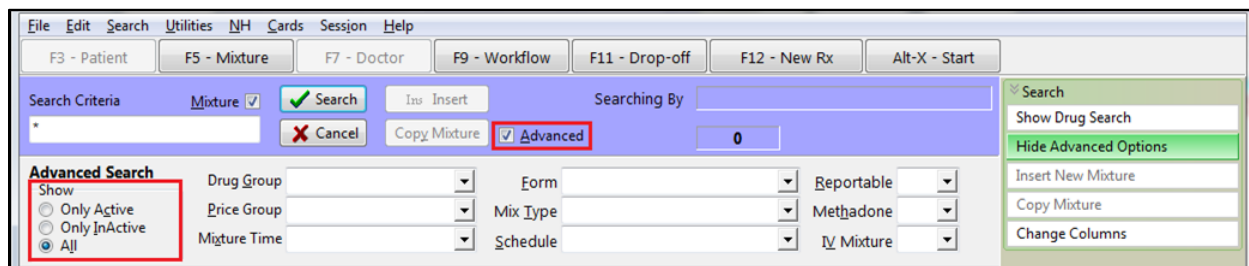 File Edit Search Utilities NH Cards Session Help
F3 - Patient F5 - Mixture F7 - Doctor F9 - Workflow F11 - Drop-off F12 - New Rx Alt-X - Start
Search Criteria Mixture Search Ins Insert Searching By
* Cancel Copy Mixture Advanced 0
Advanced Search
Show
Only Active
Only InActive
All
Drug Group Form Reportable
Price Group Mix Type Methadone
Mixture Time Schedule IV Mixture
Search
Show Drug Search
Hide Advanced Options
Insert New Mixture
Copy Mixture
Change Columns